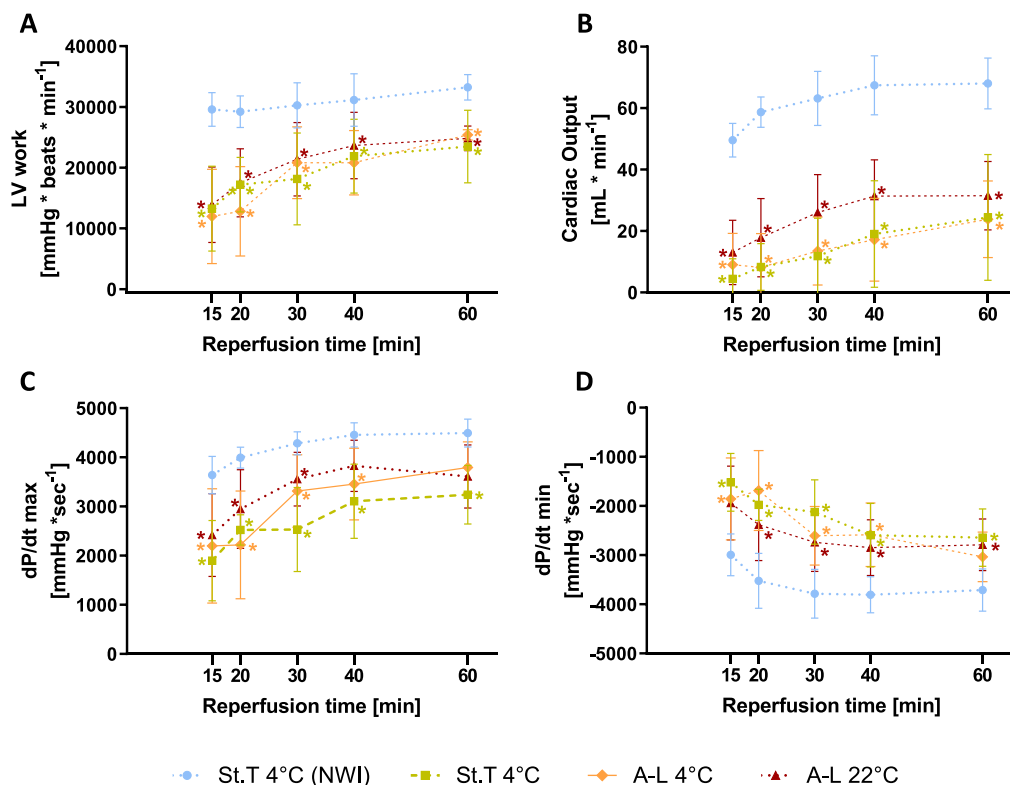 A
LV work
[mmHg * beats * min⁻¹]
40000
30000
20000
10000
0
15 20 30 40 60
Reperfusion time [min]
B
Cardiac Output
[mL * min⁻¹]
80
60
40
20
0
15 20 30 40 60
Reperfusion time [min]
C
dP/dt max
[mmHg *sec⁻¹]
5000
4000
3000
2000
1000
0
15 20 30 40 60
Reperfusion time [min]
D
dP/dt min
[mmHg *sec⁻¹]
0
-1000
-2000
-3000
-4000
-5000
15 20 30 40 60
Reperfusion time [min]
St.T 4°C (NWI) St.T 4°C A-L 4°C A-L 22°C